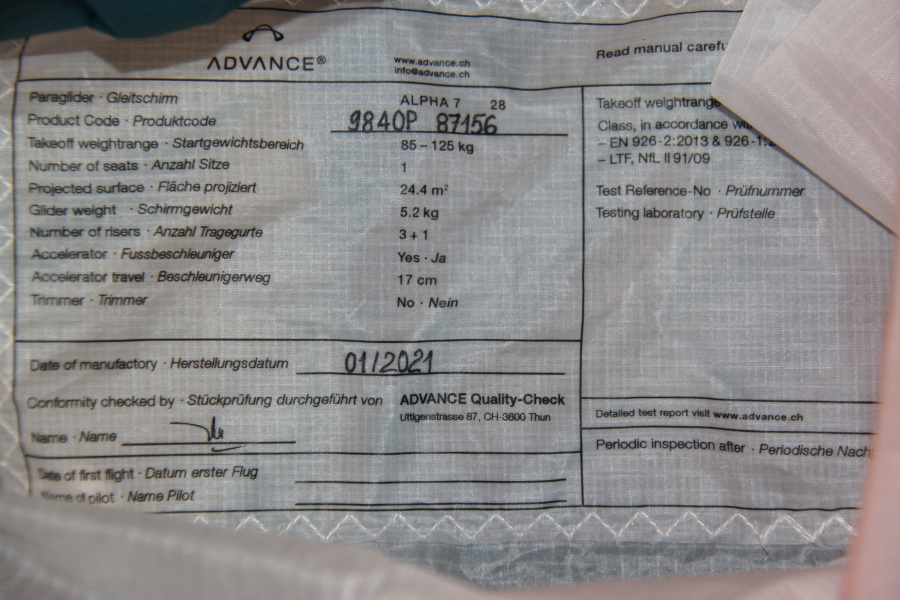 ADVANCE®
www.advance.ch
info@advance.ch
Paraglider · Gleitschirm ALPHA 7 28
Product Code · Produktcode 9840P 87156
Takeoff weightrange · Startgewichtsbereich 85 – 125 kg
Number of seats · Anzahl Sitze 1
Projected surface · Fläche projiziert 24.4 m²
Glider weight · Schirmgewicht 5.2 kg
Number of risers · Anzahl Tragegurte 3 + 1
Accelerator · Fussbeschleuniger Yes · Ja
Accelerator travel · Beschleunigerweg 17 cm
Trimmer · Trimmer No · Nein
Date of manufactory · Herstellungsdatum 01/2021
Conformity checked by · Stückprüfung durchgeführt von ADVANCE Quality-Check
Uttigenstrasse 87, CH-3600 Thun
Name · Name
Date of first flight · Datum erster Flug
Name of pilot · Name Pilot
Read manual
Takeoff weightrange
Class, in accordance
– EN 926-2:2013 & 926-1:
– LTF, NfL II 91/09
Test Reference-No · Prüfnummer
Testing laboratory · Prüfstelle
Detailed test report visit www.advance.ch
Periodic inspection after · Periodische